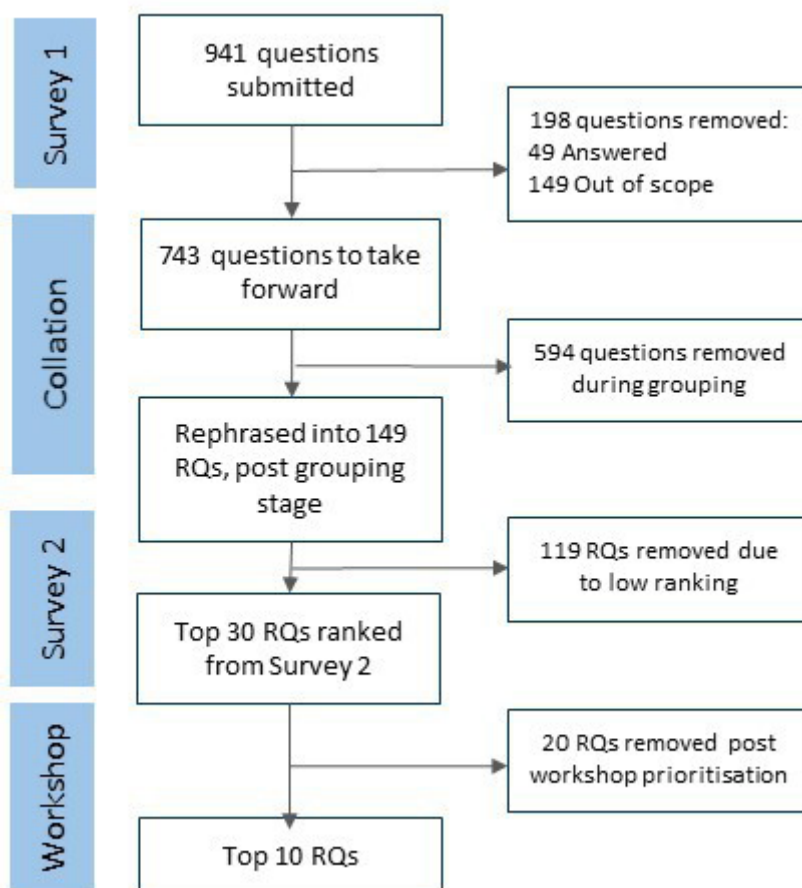 Survey 1
941 questions
submitted
198 questions removed:
49 Answered
149 Out of scope
Collation
743 questions to take
forward
594 questions removed
during grouping
Rephrased into 149
RQs, post grouping
stage
Survey 2
119 RQs removed due
to low ranking
Top 30 RQs ranked
from Survey 2
Workshop
20 RQs removed post
workshop prioritisation
Top 10 RQs